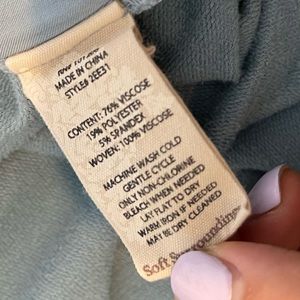 MADE IN CHINA
STYLE# 2EE31
CONTENT: 76% VISCOSE
19% POLYESTER
5% SPANDEX
WOVEN: 100% VISCOSE
MACHINE WASH COLD
GENTLE CYCLE
ONLY NON-CHLORINE
BLEACH WHEN NEEDED
LAY FLAT TO DRY
WARM IRON IF NEEDED
MAY BE DRY CLEANED
Soft Surroundings